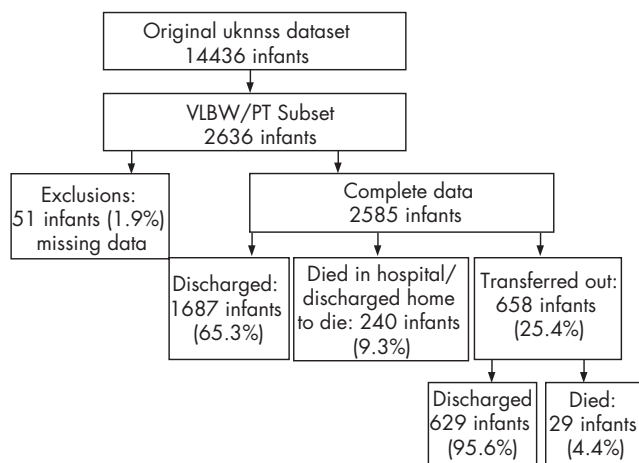 Original uknnss dataset
14436 infants
VLBW/PT Subset
2636 infants
Exclusions:
51 infants (1.9%)
missing data
Complete data
2585 infants
Discharged:
1687 infants
(65.3%)
Died in hospital/
discharged home
to die: 240 infants
(9.3%)
Transferred out:
658 infants
(25.4%)
Discharged
629 infants
(95.6%)
Died:
29 infants
(4.4%)